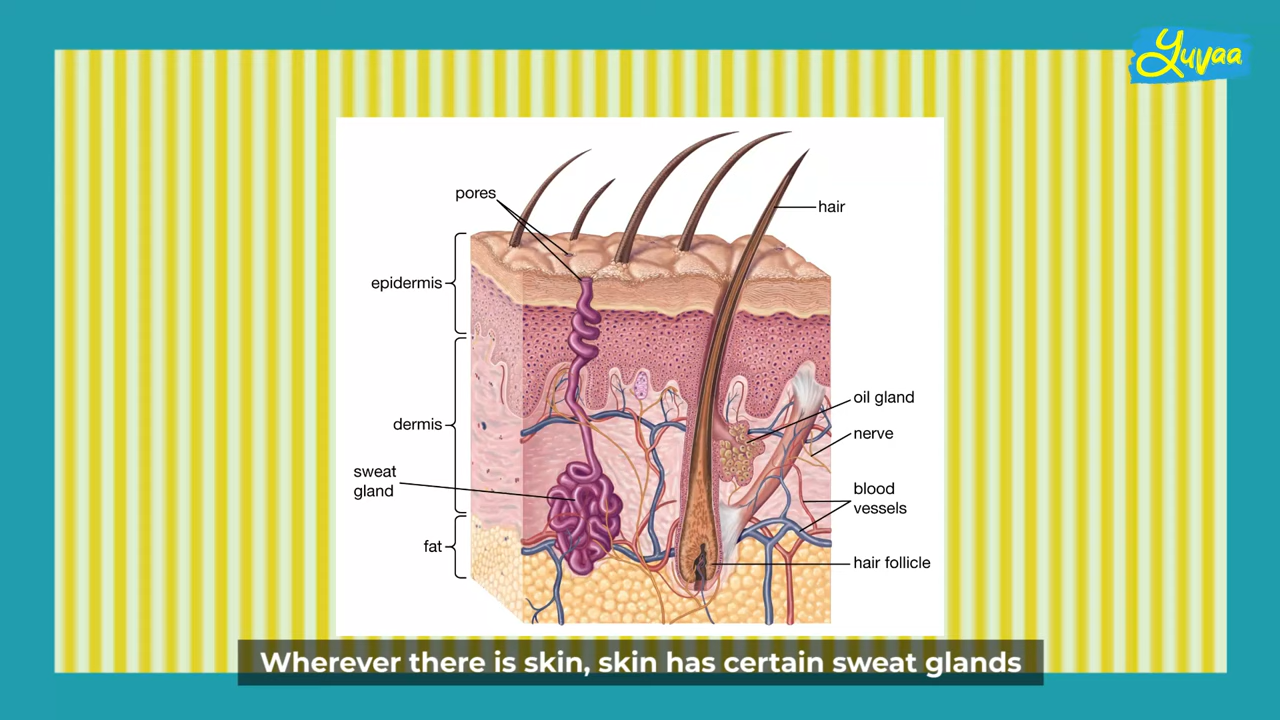 Yuvaa
pores
hair
epidermis
oil gland
dermis
nerve
sweat
gland
blood
vessels
fat
hair follicle
Wherever there is skin, skin has certain sweat glands